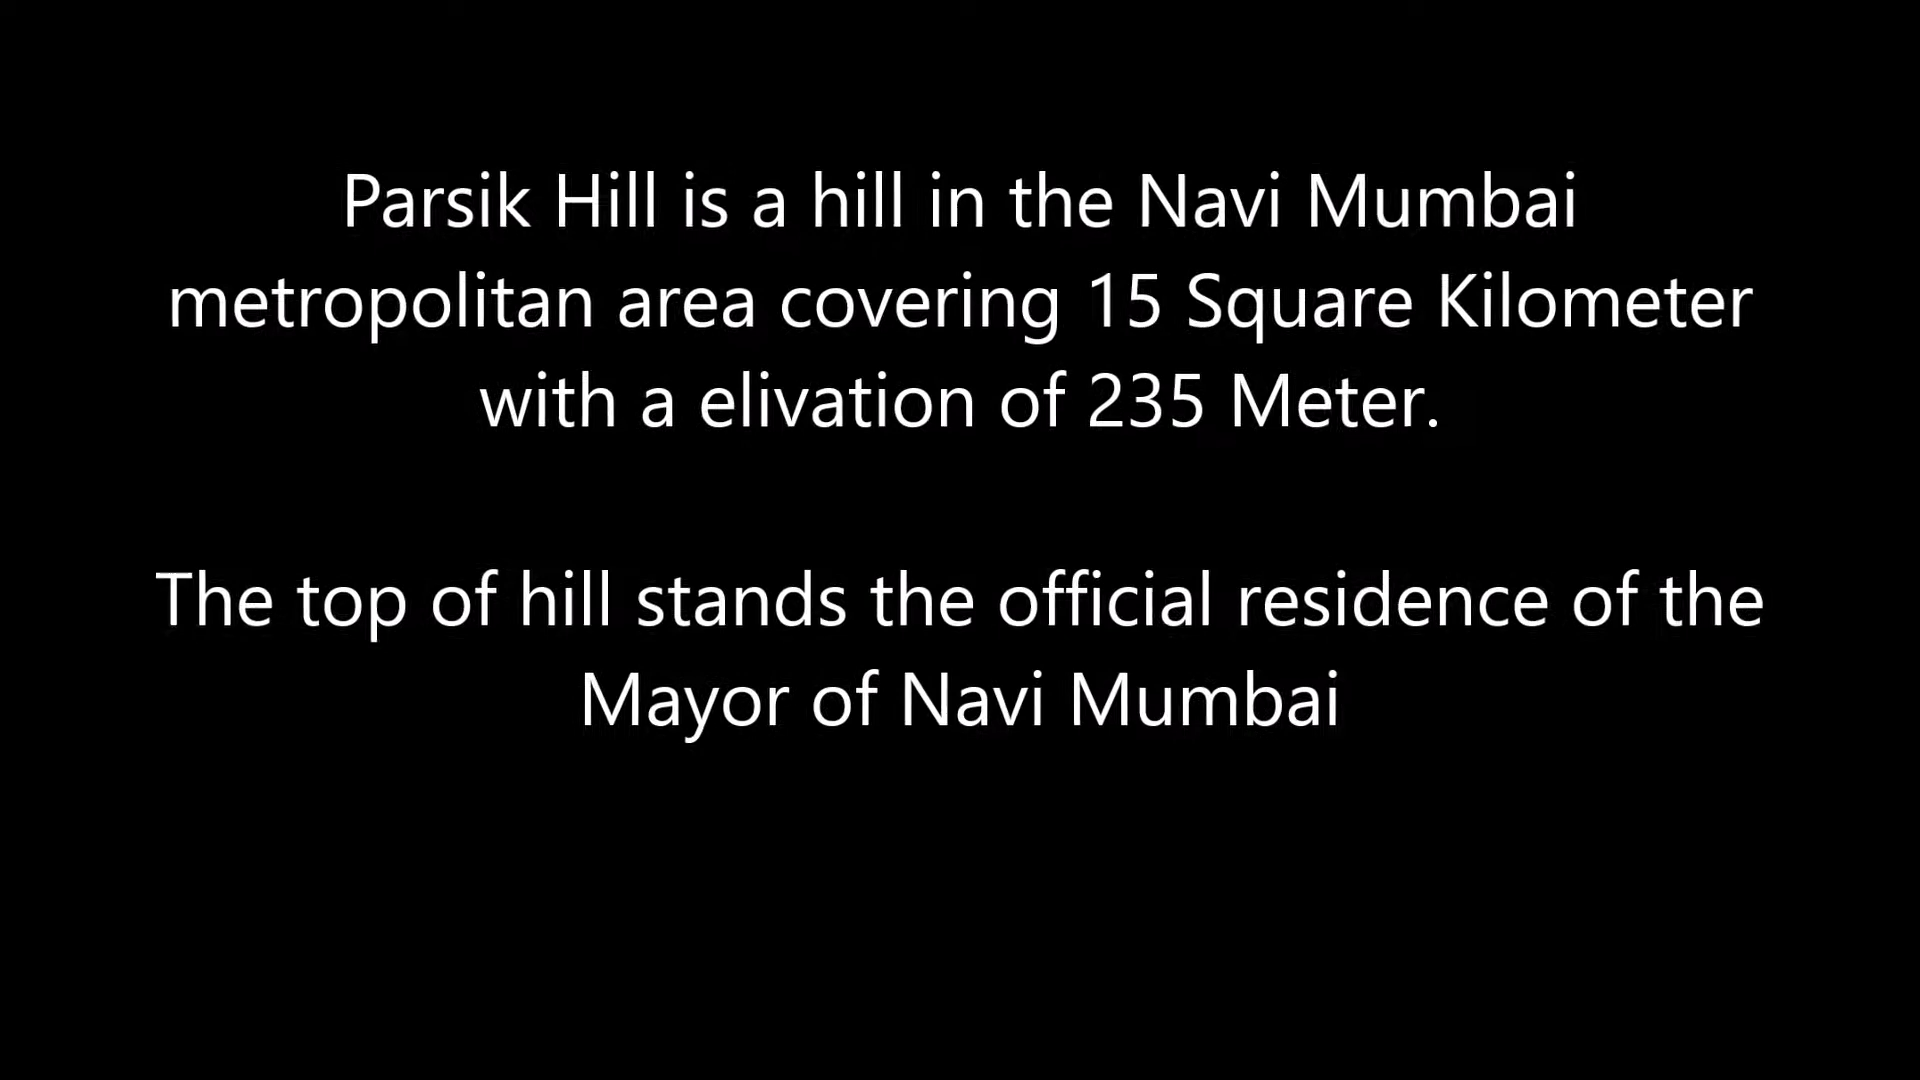 Parsik Hill is a hill in the Navi Mumbai
metropolitan area covering 15 Square Kilometer
with a elivation of 235 Meter.
The top of hill stands the official residence of the
Mayor of Navi Mumbai